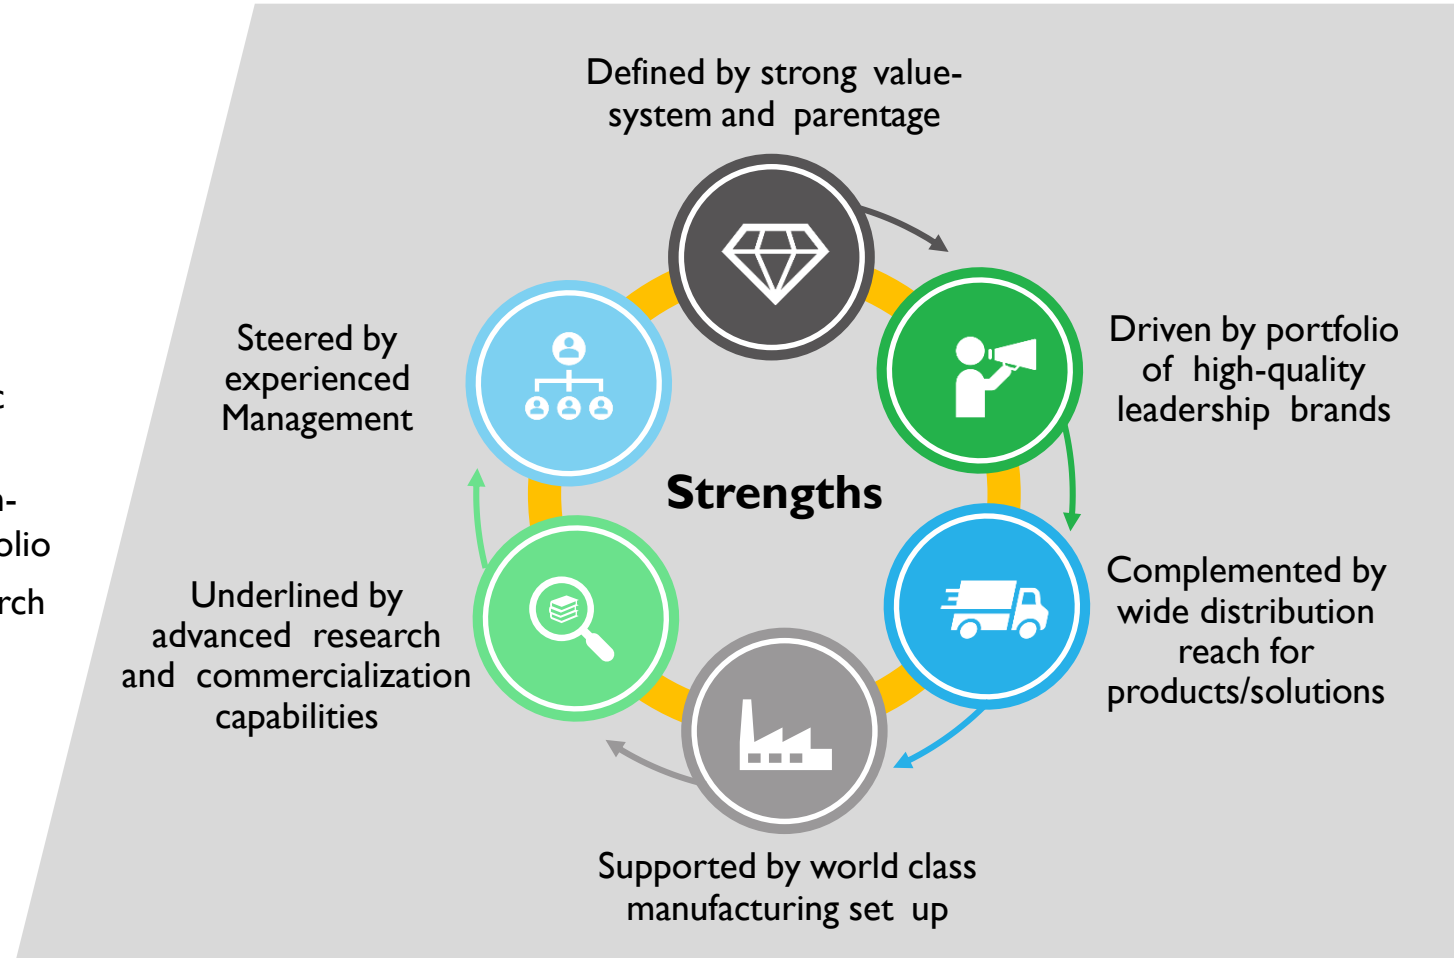 Defined by strong value-
system and parentage
Driven by portfolio
of high-quality
leadership brands
Complemented by
wide distribution
reach for
products/solutions
Supported by world class
manufacturing set up
Underlined by
advanced research
and commercialization
capabilities
Steered by
experienced
Management
Strengths